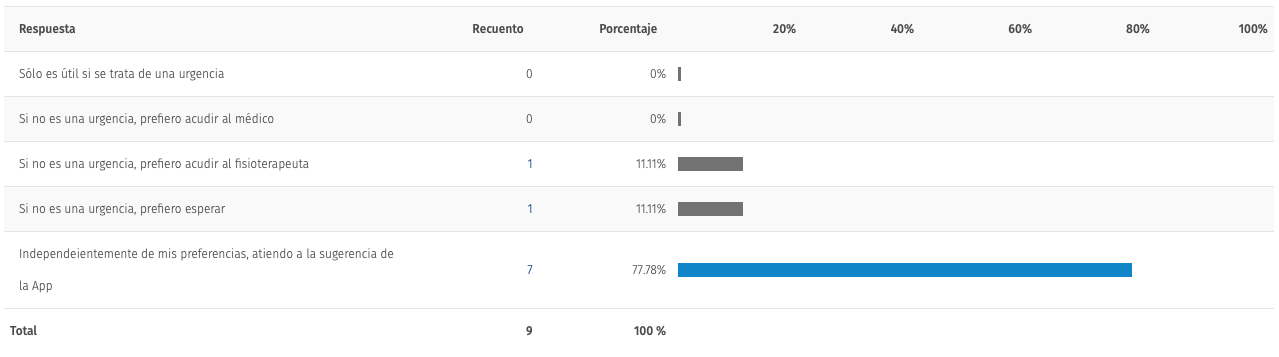 Respuesta Recuento Porcentaje 20% 40% 60% 80% 100%
Sólo es útil si se trata de una urgencia 0 0%
Si no es una urgencia, prefiero acudir al médico 0 0%
Si no es una urgencia, prefiero acudir al fisioterapeuta 1 11.11%
Si no es una urgencia, prefiero esperar 1 11.11%
Independeientemente de mis preferencias, atiendo a la sugerencia de
la App 7 77.78%
Total 9 100 %